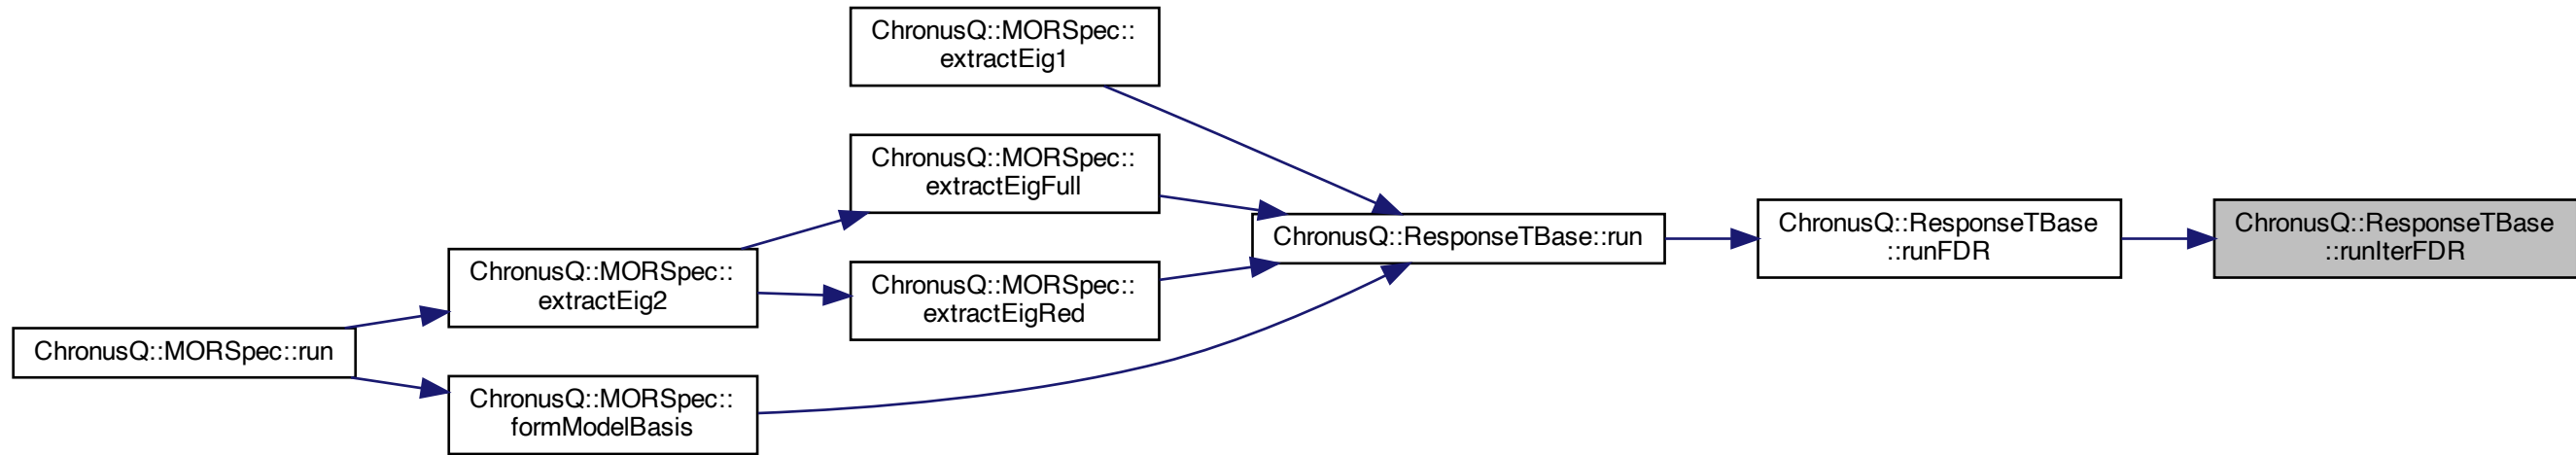 ChronusQ::MORSpec::
extractEig1
ChronusQ::MORSpec::
extractEigFull
ChronusQ::MORSpec::
extractEig2
ChronusQ::MORSpec::
extractEigRed
ChronusQ::MORSpec::run
ChronusQ::MORSpec::
formModelBasis
ChronusQ::ResponseTBase::run
ChronusQ::ResponseTBase
::runFDR
ChronusQ::ResponseTBase
::runIterFDR